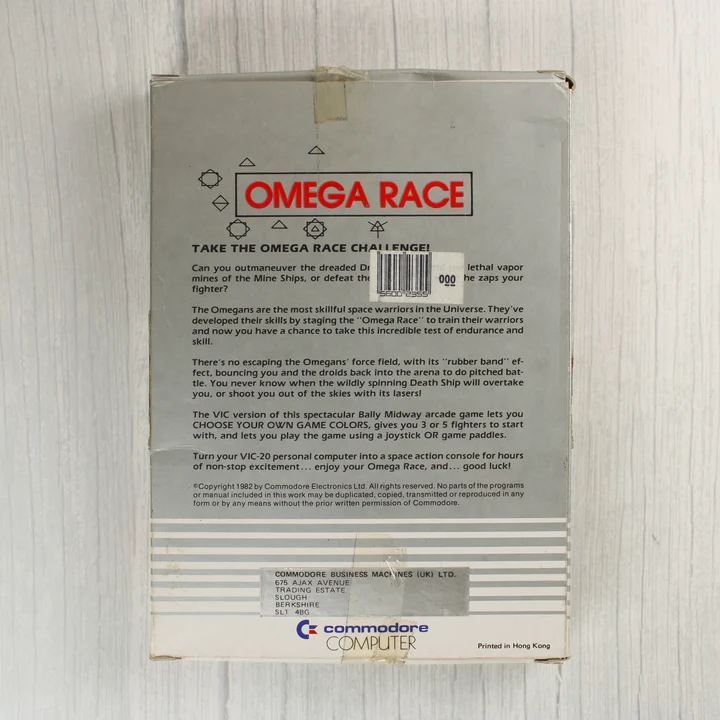 OMEGA RACE
TAKE THE OMEGA RACE CHALLENGE!
Can you outmaneuver the dreaded lethal vapor
mines of the Mine Ships, or defeat the he zaps your
fighter?
The Omegans are the most skillful space warriors in the Universe. They've
developed their skills by staging the "Omega Race" to train their warriors
and now you have a chance to take this incredible test of endurance and
skill.
There's no escaping the Omegans' force field, with its "rubber band" ef-
fect, bouncing you and the droids back into the arena to do pitched bat-
tle. You never know when the wildly spinning Death Ship will overtake
you, or shoot you out of the skies with its lasers!
The VIC version of this spectacular Bally Midway arcade game lets you
CHOOSE YOUR OWN GAME COLORS, gives you 3 or 5 fighters to start
with, and lets you play the game using a joystick OR game paddles.
Turn your VIC-20 personal computer into a space action console for hours
of non-stop excitement... enjoy your Omega Race, and... good luck!
©Copyright 1982 by Commodore Electronics Ltd. All rights reserved. No parts of the programs
or manual included in this work may be duplicated, copied, transmitted or reproduced in any
form or by any means without the prior written permission of Commodore.
000
COMMODORE BUSINESS MACHINES (UK) LTD.
675 AJAX AVENUE
TRADING ESTATE
SLOUGH
BERKSHIRE
SL1 4BG
commodore
COMPUTER
Printed in Hong Kong